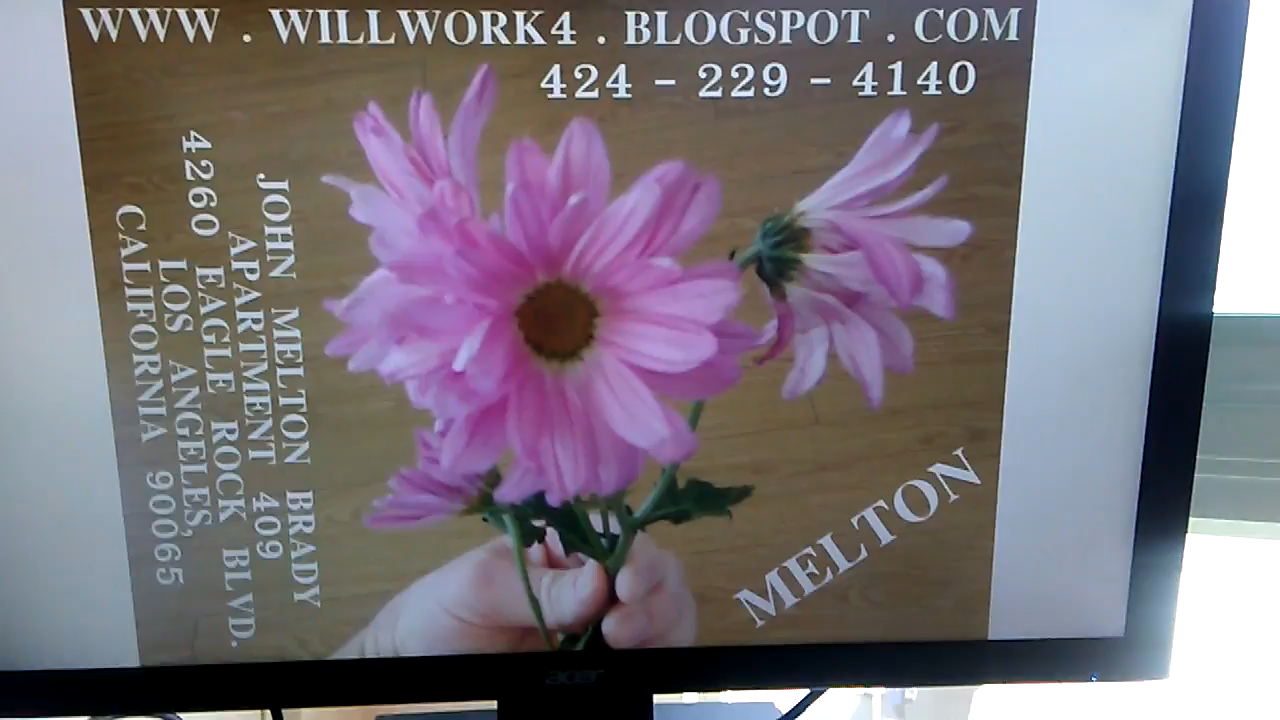 WWW . WILLWORK4 . BLOGSPOT . COM
424 - 229 - 4140
JOHN MELTON BRADY
APARTMENT 409
4260 EAGLE ROCK BLVD.
LOS ANGELES,
CALIFORNIA 90065
MELTON
acer